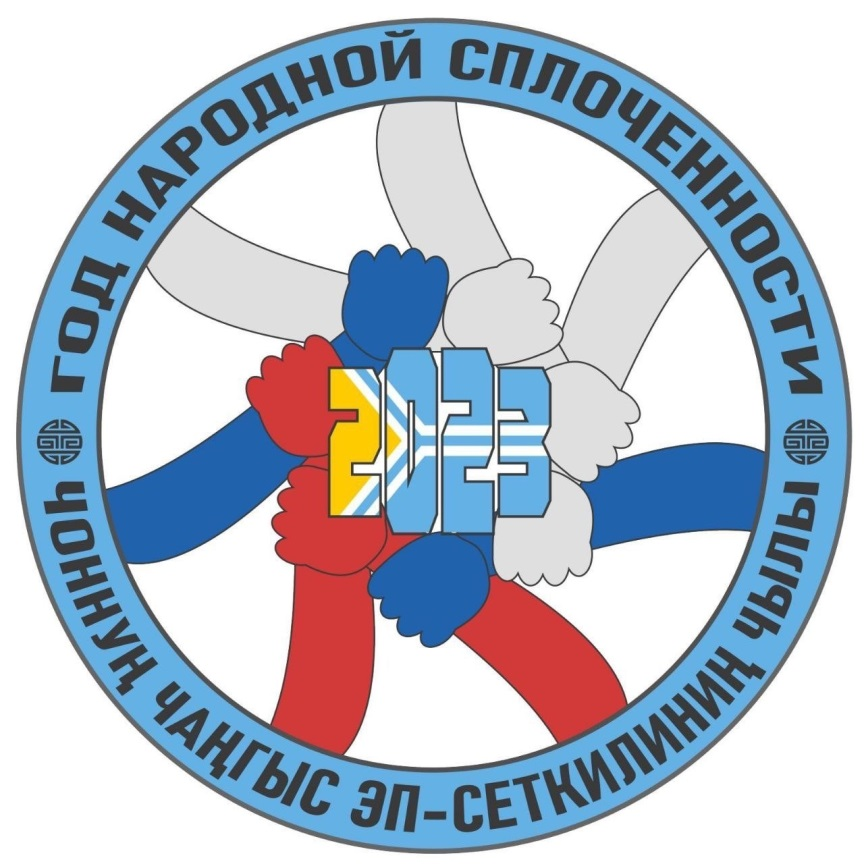 ГОД НАРОДНОЙ СПЛОЧЕННОСТИ
2023
ЧОННУҢ ЧАҢГЫС ЭП-СЕТКИЛИНИҢ ЧЫЛЫ